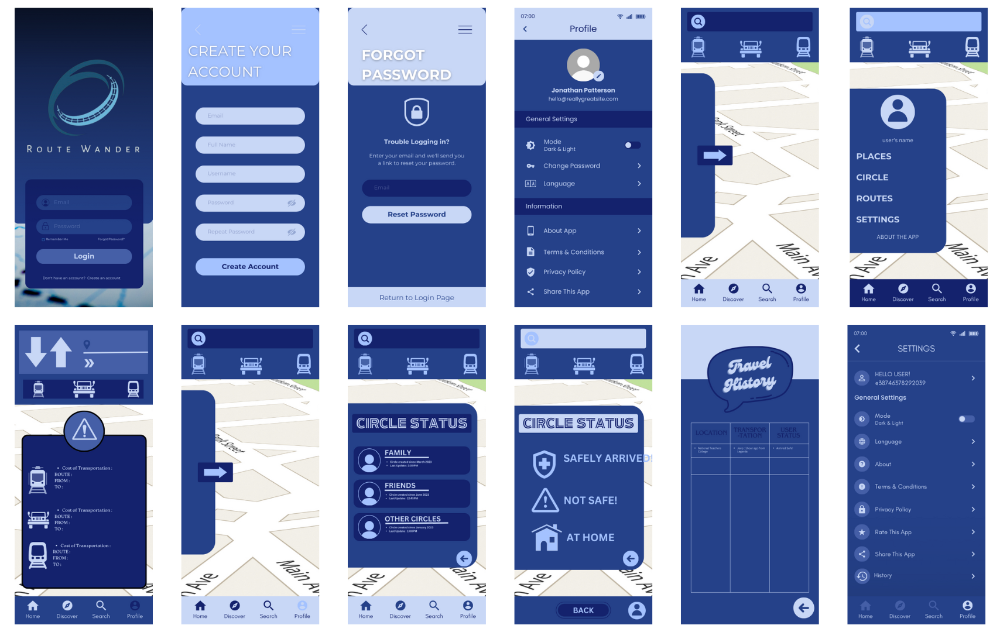 ROUTE WANDER
Email
Password
Remember Me
Forgot Password?
Login
Don't have an account? Create an account
CREATE YOUR
ACCOUNT
Email
Full Name
Username
Password
Repeat Password
Create Account
FORGOT
PASSWORD
Trouble Logging in?
Enter your email and we'll send you
a link to reset your password.
Email
Reset Password
Return to Login Page
07:00
Profile
Jonathan Patterson
hello@reallygreatsite.com
General Settings
Mode
Dark & Light
Change Password
Language
Information
About App
Terms & Conditions
Privacy Policy
Share This App
Street
Street
Ave
Main Av
Home
Discover
Search
Profile
Street
user's name
PLACES
CIRCLE
ROUTES
SETTINGS
ABOUT THE APP
Ave
Main Av
Home
Discover
Search
Profile
• Cost of Transportation :
ROUTE :
FROM :
TO :
• Cost of Transportation :
ROUTE :
FROM :
TO :
• Cost of Transportation :
ROUTE :
FROM :
TO :
Home
Discover
Search
Profile
Street
Street
Ave
Main Av
Home
Discover
Search
Profile
Street
CIRCLE STATUS
FAMILY
• Circle created since March 2023
• Last Update : 3:00PM
FRIENDS
• Circle created since June 2023
• Last Update : 12:45PM
OTHER CIRCLES
• Circle created since January 2023
• Last Update : 1:00PM
Ave
Main Av
Home
Discover
Search
Profile
Street
CIRCLE STATUS
SAFELY ARRIVED!
NOT SAFE!
AT HOME
Ave
Main Av
BACK
Travel
History
LOCATION
TRANSPOR
-TATION
USER
STATUS
• National Teachers
College
• Jeep : 1hour ago from
Legarda
• Arrived Safe!
07:00
SETTINGS
HELLO USER!
@38746378292039
General Settings
Mode
Dark & Light
Language
About
Terms & Conditions
Privacy Policy
Rate This App
Share This App
History
Home
Discover
Search
Profile